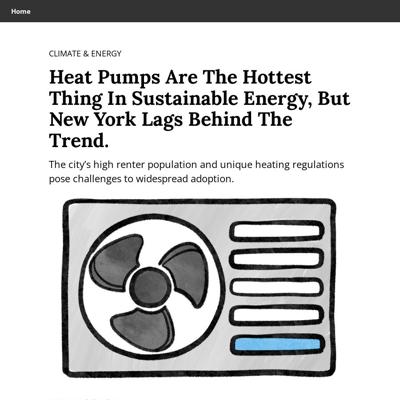 Home
CLIMATE & ENERGY
Heat Pumps Are The Hottest
Thing In Sustainable Energy, But
New York Lags Behind The
Trend.
The city’s high renter population and unique heating regulations
pose challenges to widespread adoption.